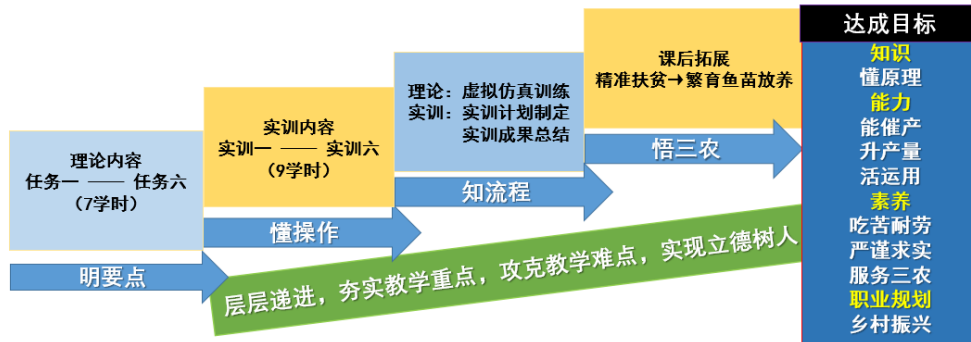 理论内容
任务一 —— 任务六
（7学时）
明要点
实训内容
实训一 —— 实训六
（9学时）
懂操作
理论：虚拟仿真训练
实训：实训计划制定
实训成果总结
知流程
课后拓展
精准扶贫→繁育鱼苗放养
悟三农
层层递进，夯实教学重点，攻克教学难点，实现立德树人
达成目标
知识
懂原理
能力
能催产
升产量
活运用
素养
吃苦耐劳
严谨求实
服务三农
职业规划
乡村振兴